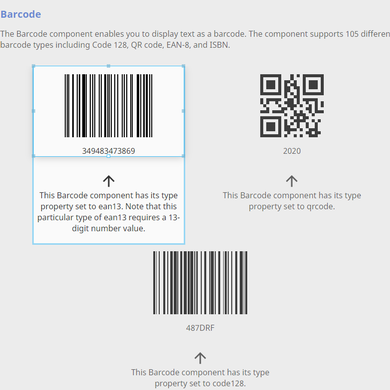 Barcode
The Barcode component enables you to display text as a barcode. The component supports 105 differen
barcode types including Code 128, QR code, EAN-8, and ISBN.
349483473869
2020
This Barcode component has its type
property set to ean13. Note that this
particular type of ean13 requires a 13-
digit number value.
This Barcode component has its type
property set to qrcode.
487DRF
This Barcode component has its type
property set to code128.